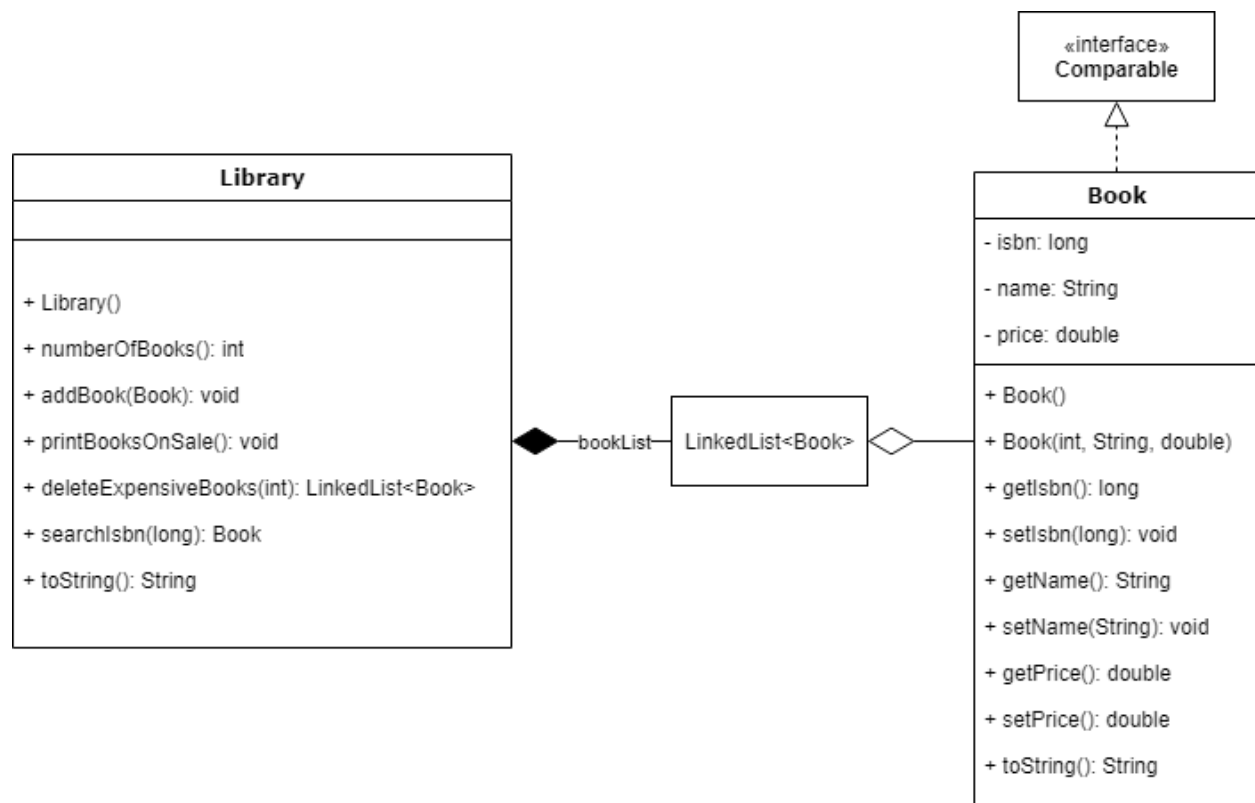 «interface»
Comparable
Library
+ Library()
+ numberOfBooks(): int
+ addBook(Book): void
+ printBooksOnSale(): void
+ deleteExpensiveBooks(int): LinkedList<Book>
+ searchIsbn(long): Book
+ toString(): String
bookList
LinkedList<Book>
Book
- isbn: long
- name: String
- price: double
+ Book()
+ Book(int, String, double)
+ getIsbn(): long
+ setIsbn(long): void
+ getName(): String
+ setName(String): void
+ getPrice(): double
+ setPrice(): double
+ toString(): String